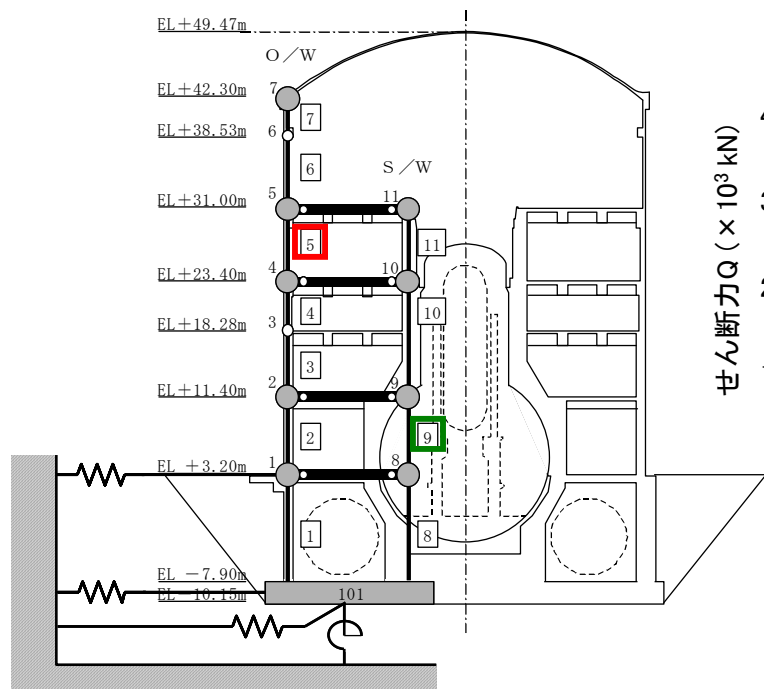 EL+49.47m
O/W
EL+42.30m
7
7
EL+38.53m
6
6
S/W
EL+31.00m
5
11
5
11
EL+23.40m
4
10
4
10
EL+18.28m
3
3
EL+11.40m
2
9
2
9
EL +3.20m
1
8
1
8
EL −7.90m
EL−10.15m
101
せん断力Q(×10³kN)